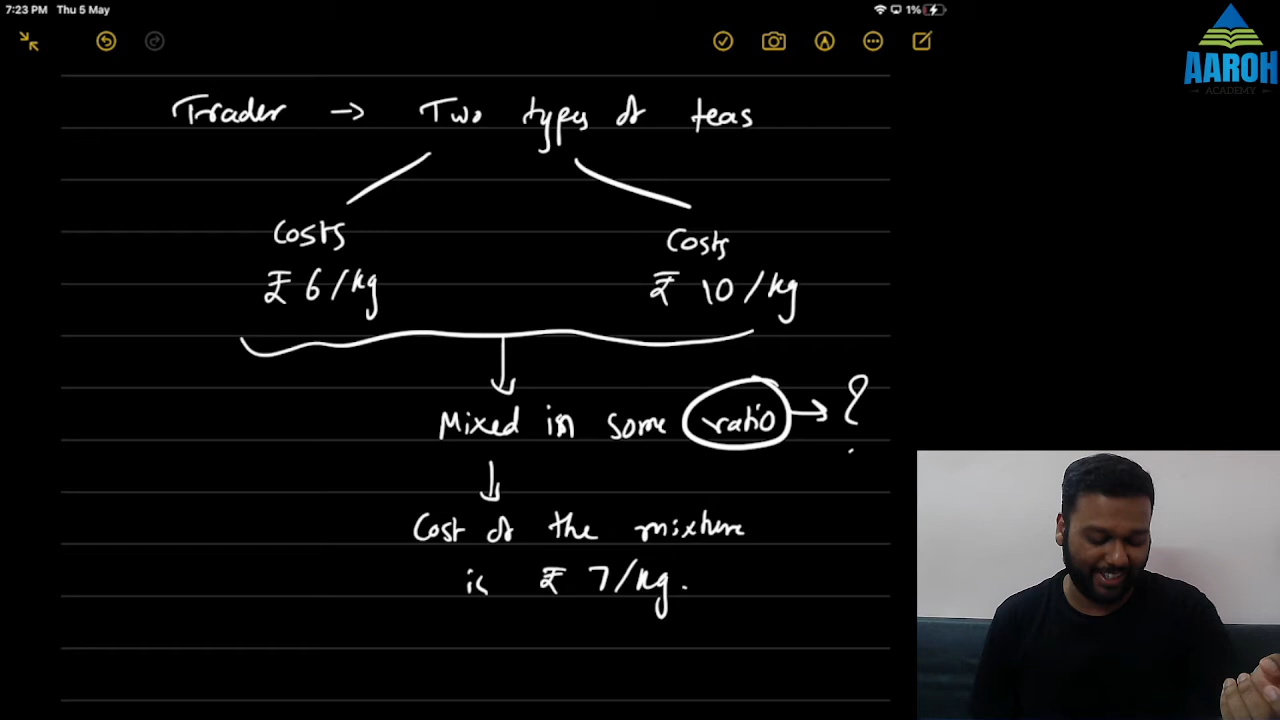 7:23 PM Thu 5 May
1%
AAROH
ACADEMY
Trader → Two types of teas
Costs
₹ 6/kg
Costs
₹ 10/kg
Mixed in some ratio → ?
Cost of the mixture
is ₹ 7/kg.